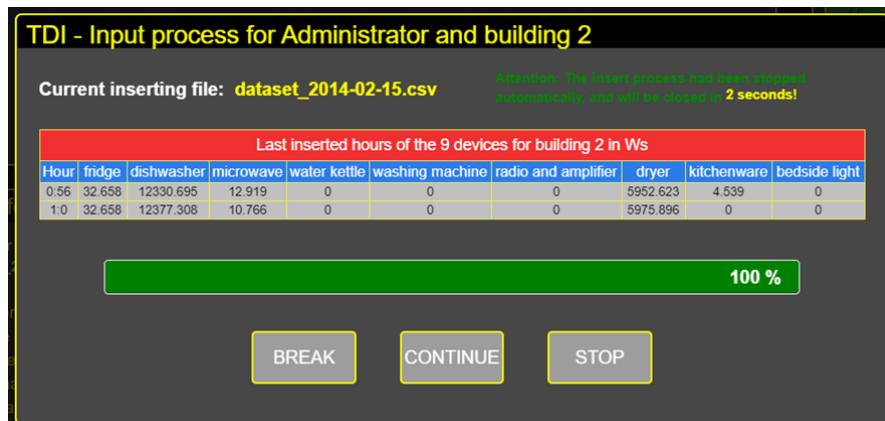 TDI - Input process for Administrator and building 2
Current inserting file: dataset_2014-02-15.csv
Attention: The Insert process had been stopped
automatically, and will be closed in 2 seconds!
Last inserted hours of the 9 devices for building 2 in Ws
Hour fridge dishwasher microwave water kettle washing machine radio and amplifier dryer kitchenware bedside light
0:56 32.658 12330.695 12.919 0 0 0 5952.623 4.539 0
1:0 32.658 12377.308 10.766 0 0 0 5975.896 0 0
100 %
BREAK CONTINUE STOP